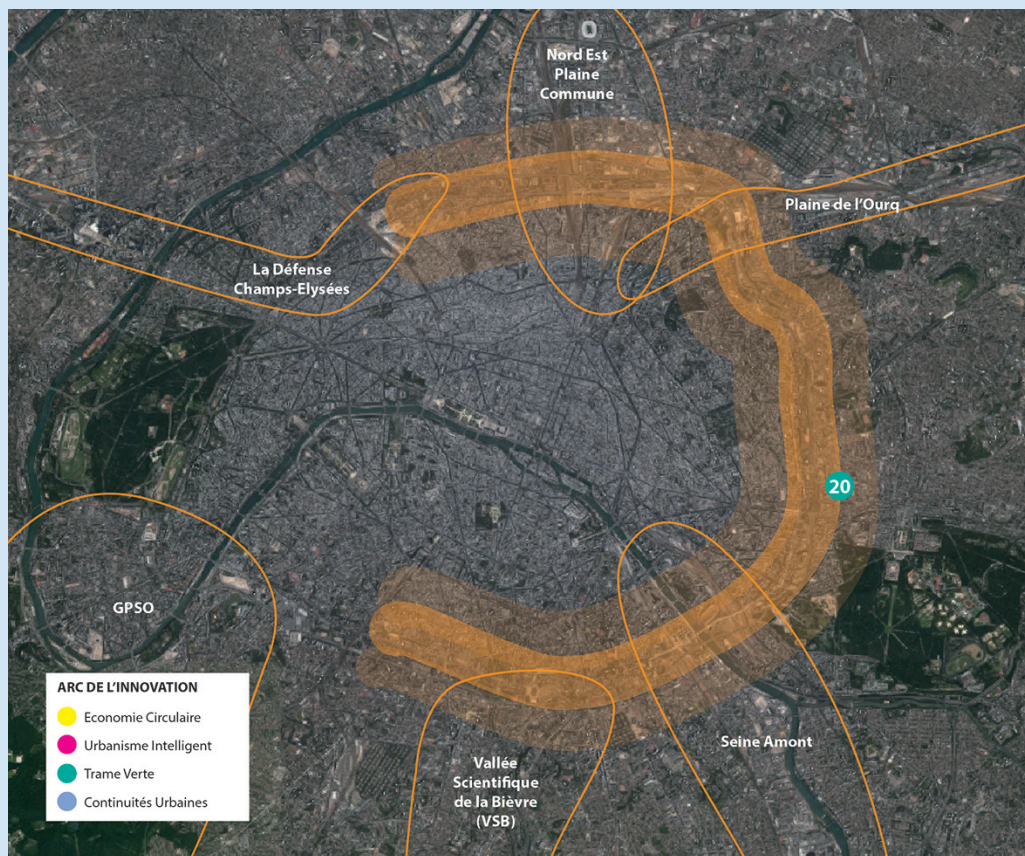 Nord Est
Plaine
Commune
Plaine de l'Ourq
La Défense
Champs-Elysées
20
GPSO
ARC DE L'INNOVATION
Economie Circulaire
Urbanisme Intelligent
Trame Verte
Continuités Urbaines
Seine Amont
Vallée
Scientifique
de la Bièvre
(VSB)